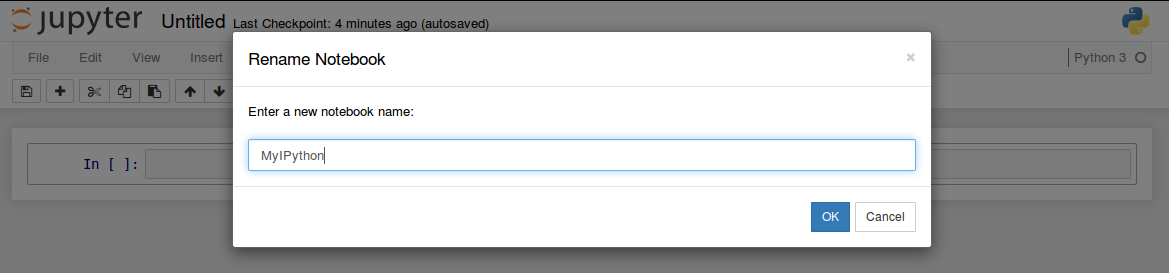 jupyter Untitled Last Checkpoint: 4 minutes ago (autosaved)
File Edit View Insert Python 3
Rename Notebook ×
Enter a new notebook name:
MyIPython
In [ ]:
OK Cancel